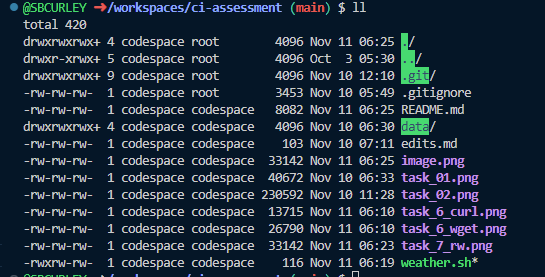 @SBCURLEY ➜/workspaces/ci-assessment (main) $ ll
total 420
drwxrwxrwx+ 4 codespace root 4096 Nov 11 06:25 ./
drwxr-xrwx+ 5 codespace root 4096 Oct 3 05:30 ../
drwxrwxrwx+ 9 codespace root 4096 Nov 10 12:10 .git/
-rw-rw-rw- 1 codespace root 3453 Nov 10 05:49 .gitignore
-rw-rw-rw- 1 codespace codespace 8082 Nov 11 06:25 README.md
drwxrwxrwx+ 4 codespace codespace 4096 Nov 10 06:30 data/
-rw-rw-rw- 1 codespace codespace 103 Nov 10 07:11 edits.md
-rw-rw-rw- 1 codespace codespace 33142 Nov 11 06:25 image.png
-rw-rw-rw- 1 codespace codespace 40672 Nov 10 06:33 task_01.png
-rw-rw-rw- 1 codespace codespace 230592 Nov 10 11:28 task_02.png
-rw-rw-rw- 1 codespace codespace 13715 Nov 11 06:10 task_6_curl.png
-rw-rw-rw- 1 codespace codespace 26790 Nov 11 06:10 task_6_wget.png
-rw-rw-rw- 1 codespace codespace 33142 Nov 11 06:23 task_7_rw.png
-rwxrw-rw- 1 codespace codespace 116 Nov 11 06:19 weather.sh*
@SBCURLEY ➜/workspaces/ci-assessment (main) $